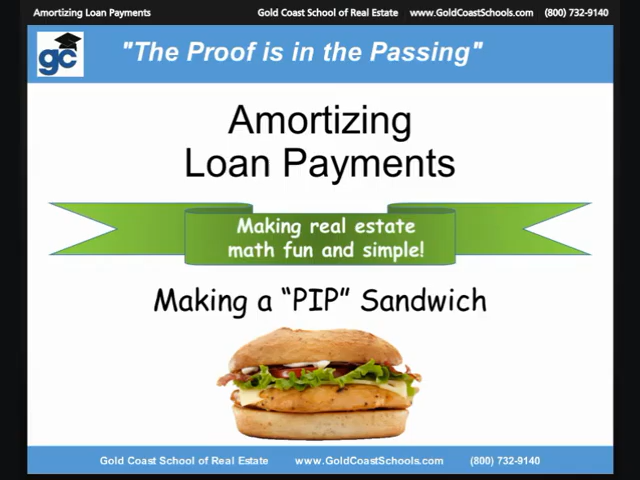 Amortizing Loan Payments Gold Coast School of Real Estate www.GoldCoastSchools.com (800) 732-9140
gc "The Proof is in the Passing"
Amortizing
Loan Payments
Making real estate
math fun and simple!
Making a “PIP” Sandwich
Gold Coast School of Real Estate www.GoldCoastSchools.com (800) 732-9140